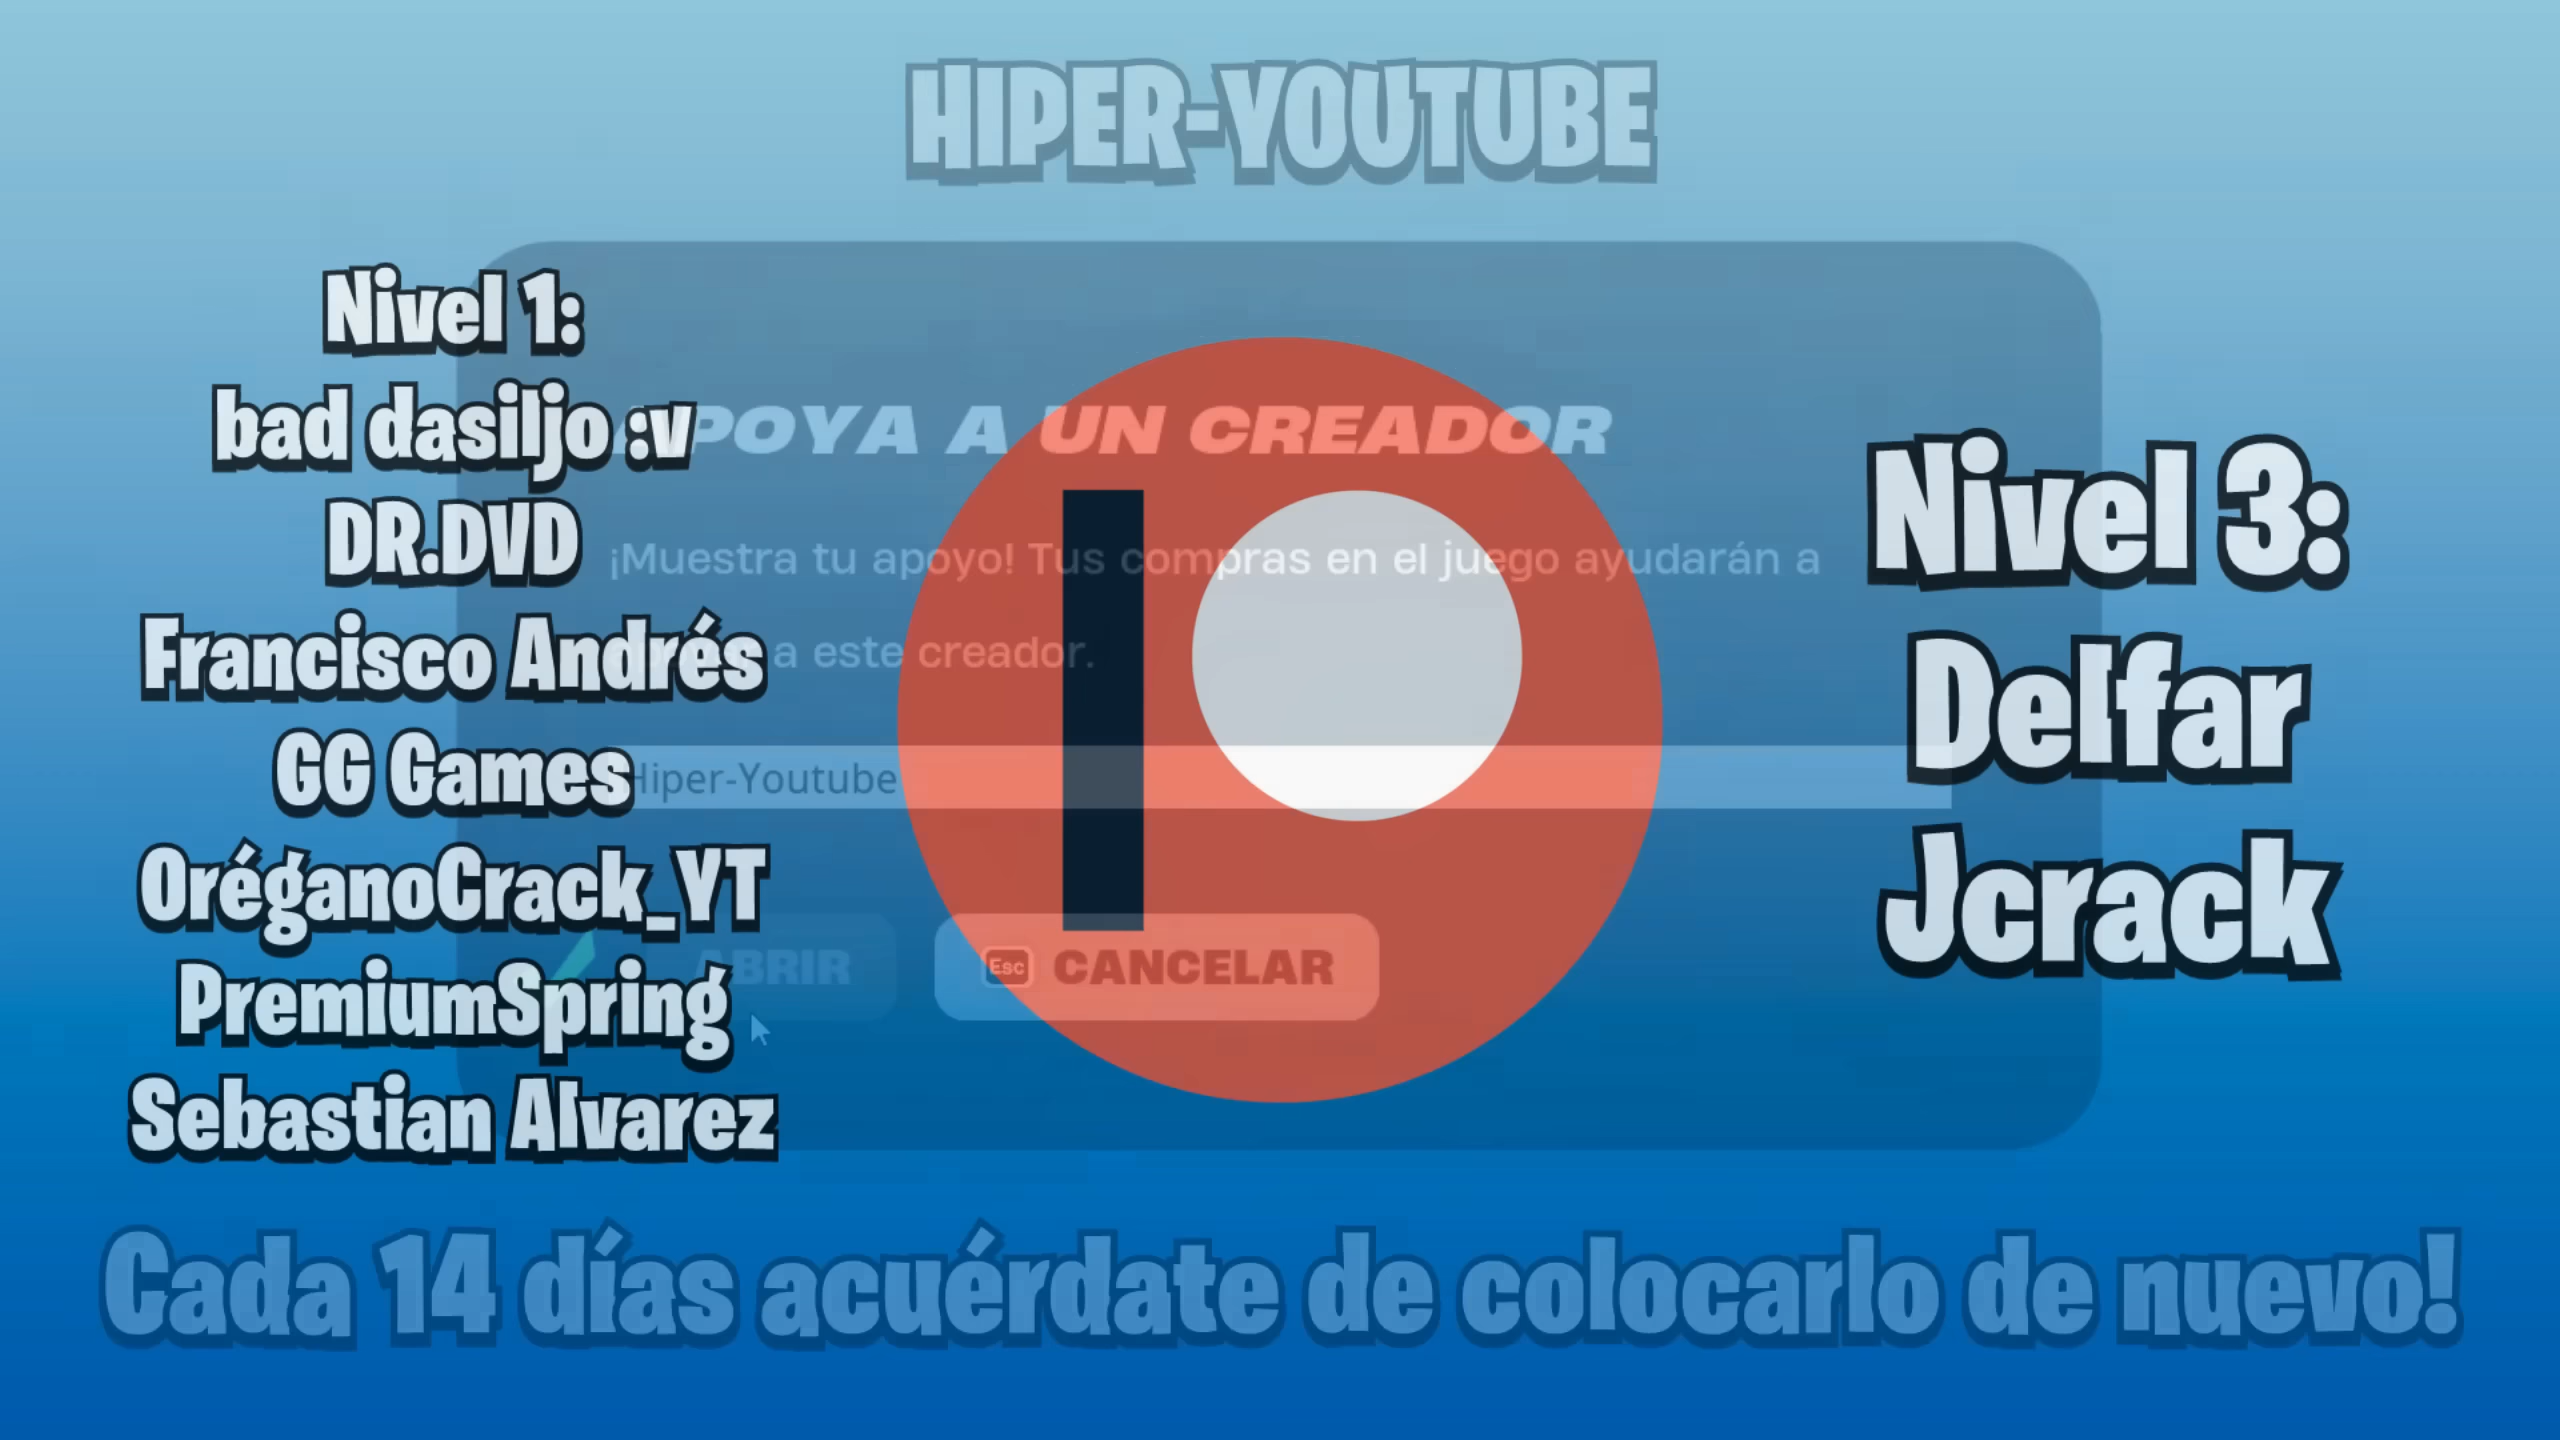 HIPER-YOUTUBE
Nivel 1:
bad dasiljo :v
DR.DVD
Francisco Andrés
GG Games
OréganoCrack_YT
PremiumSpring
Sebastian Alvarez
APOYA A UN CREADOR
¡Muestra tu apoyo! Tus compras en el juego ayudarán a
a este creador.
Hiper-Youtube
ABRIR
Esc CANCELAR
Nivel 3:
Delfar
Jcrack
Cada 14 días acuérdate de colocarlo de nuevo!